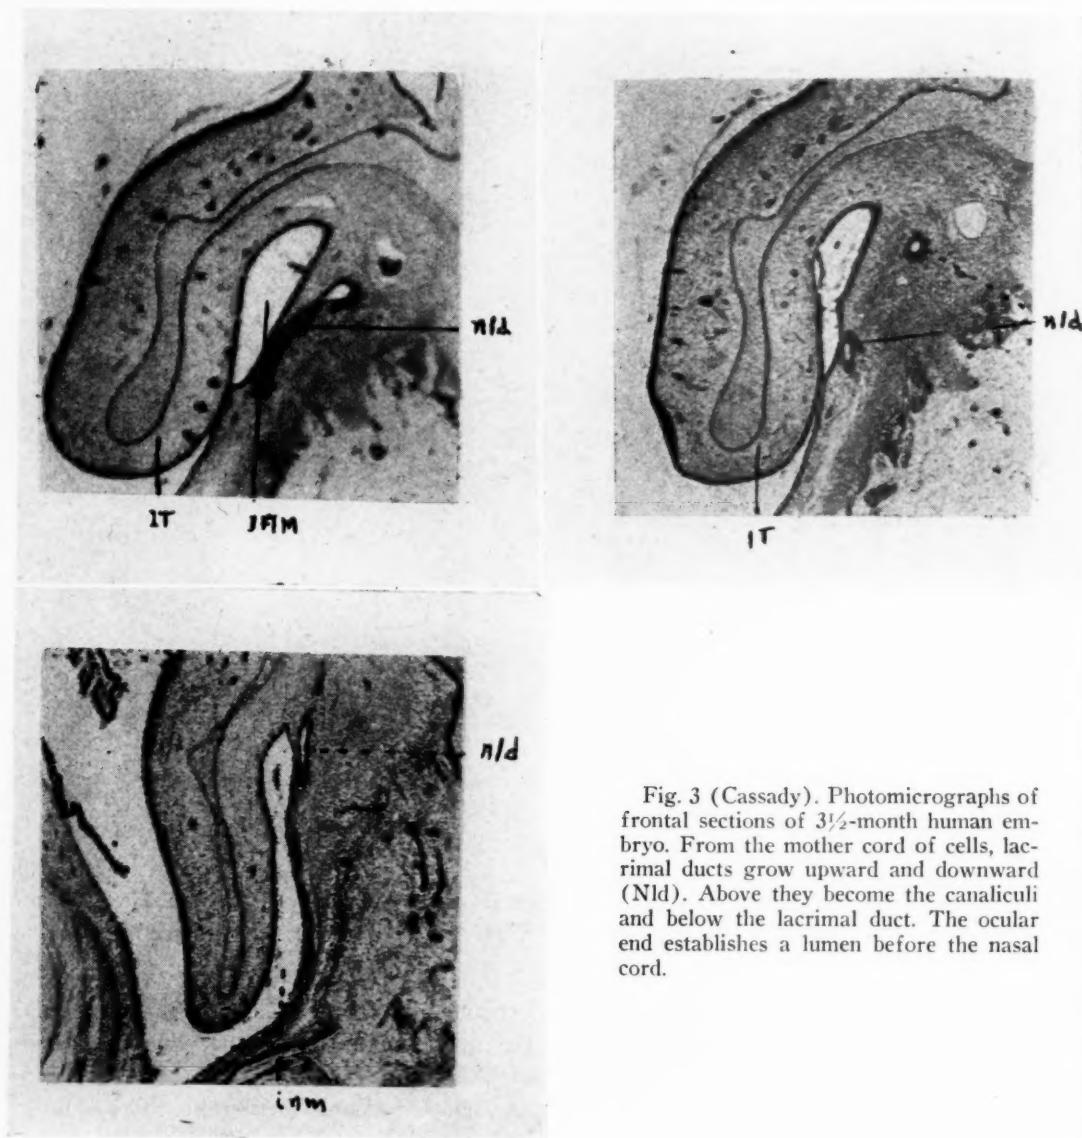 nld
IT
nld
IT
nld
inm
Fig. 3 (Cassady). Photomicrographs of
frontal sections of 3½-month human em-
bryo. From the mother cord of cells, lac-
rimal ducts grow upward and downward
(Nld). Above they become the canaliculi
and below the lacrimal duct. The ocular
end establishes a lumen before the nasal
cord.